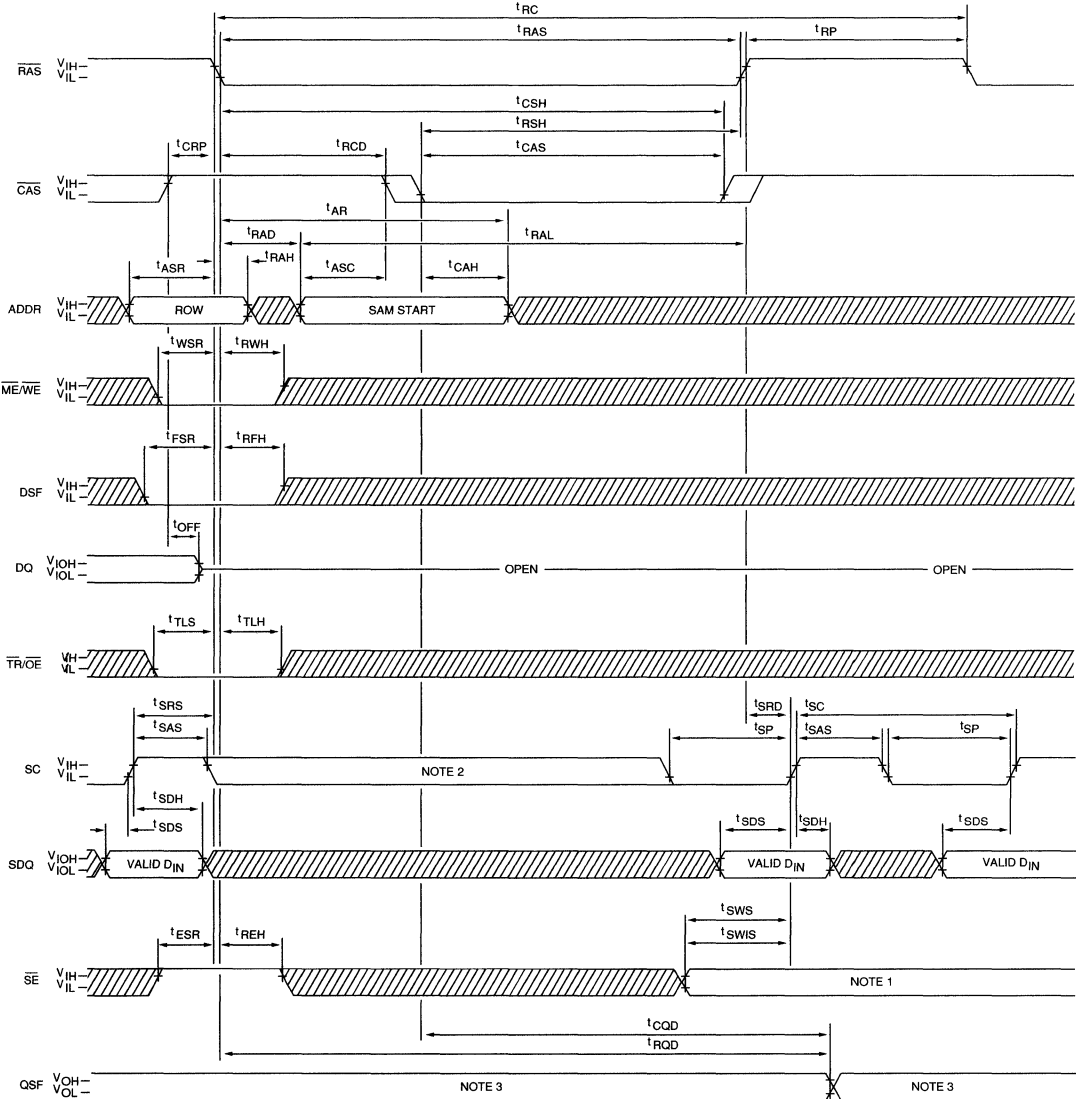 tRC
tRAS tRP
RAS VIH
VIL
tCSH
tRSH
tCRP tRCD tCAS
CAS VIH
VIL
tAR
tRAD tRAL
tASR tRAH tASC tCAH
ADDR VIH
VIL ROW SAM START
tWSR tRWH
ME/WE VIH
VIL
tFSR tRFH
DSF VIH
VIL
tOFF
DQ VIOH
VIOL OPEN OPEN
tTLS tTLH
TR/OE VIH
VIL
tSRS tSRD tSC
tSAS tSP tSAS tSP
SC VIH
VIL NOTE 2
tSDH
tSDS tSDS tSDH tSDS
SDQ VIOH
VIOL VALID DIN VALID DIN VALID DIN
tSWS
tESR tREH tSWIS
SE VIH
VIL NOTE 1
tCQD
tRQD
QSF VOH
VOL NOTE 3 NOTE 3